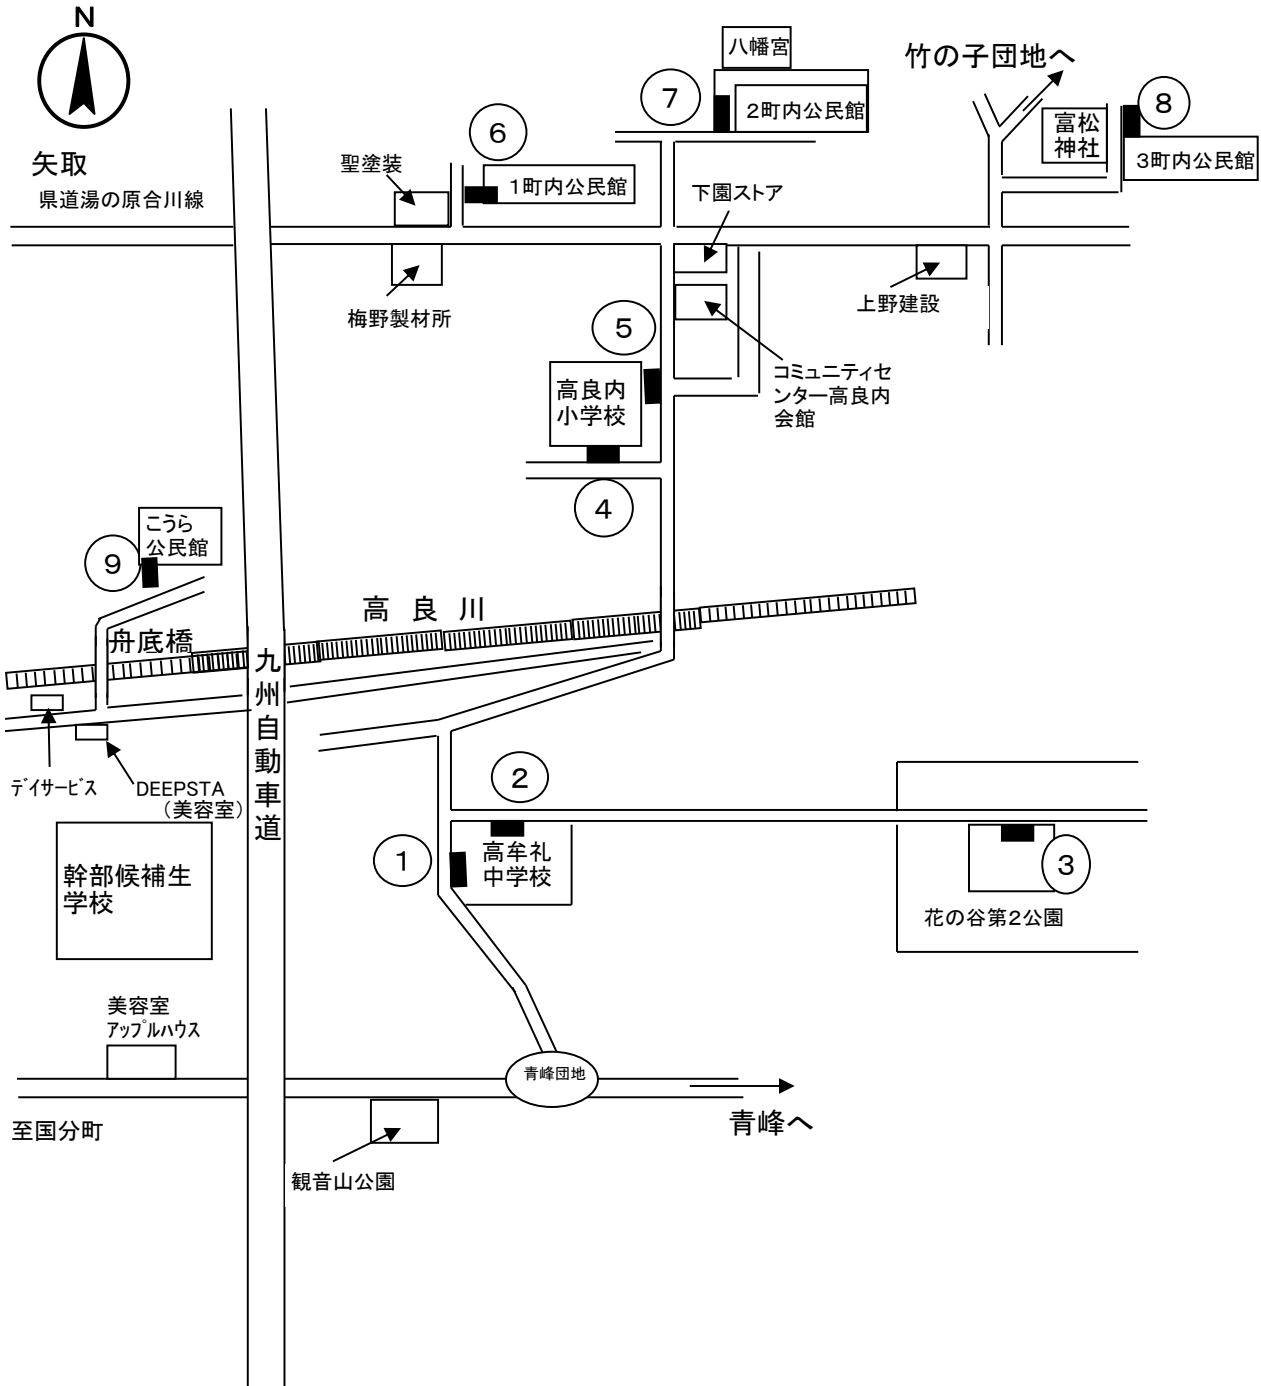 N
八幡宮
竹の子団地へ
7
2町内公民館
8
6
富松
神社
3町内公民館
矢取
聖塗装
1町内公民館
下園ストア
県道湯の原合川線
梅野製材所
上野建設
5
コミュニティセ
ンター高良内
会館
高良内
小学校
4
こうら
公民館
9
高良川
舟底橋
九州自動車道
デイサービス
DEEPSTA
（美容室）
2
1
高牟礼
中学校
3
花の谷第2公園
幹部候補生
学校
美容室
アップルハウス
青峰団地
至国分町
青峰へ
観音山公園